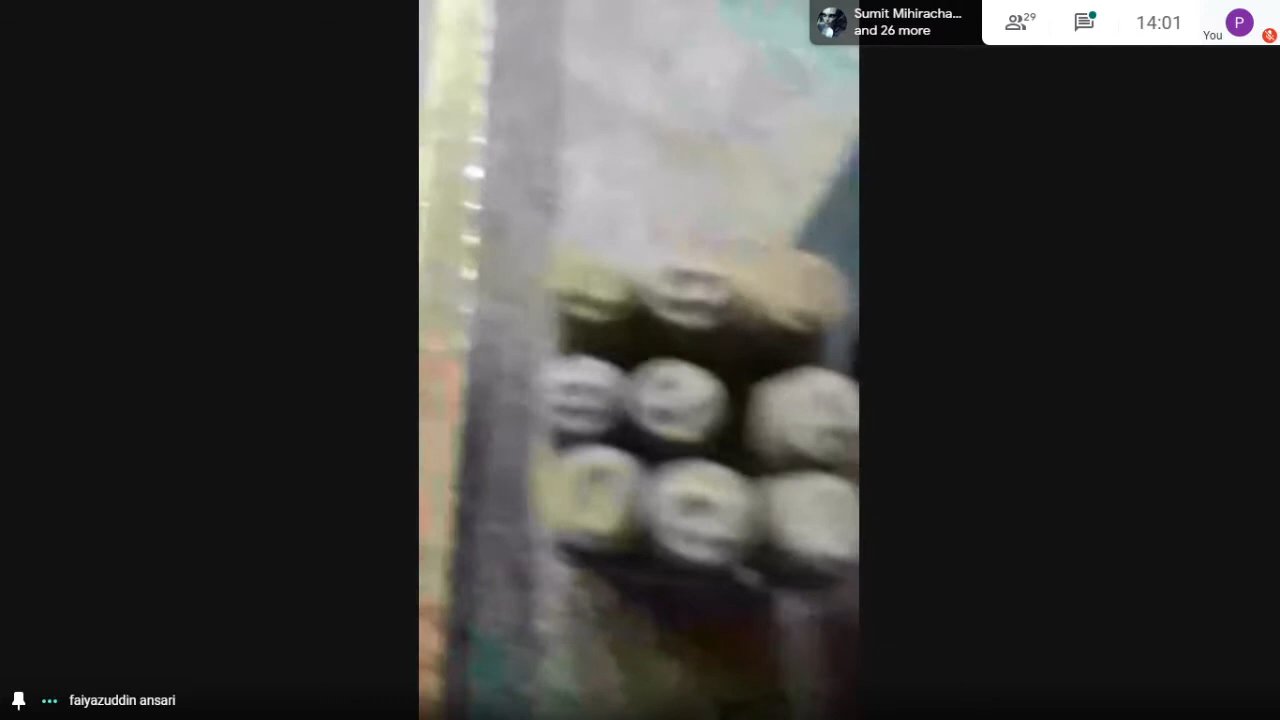 Sumit Mihiracha...
and 26 more
29
14:01
You
P
faiyazuddin ansari